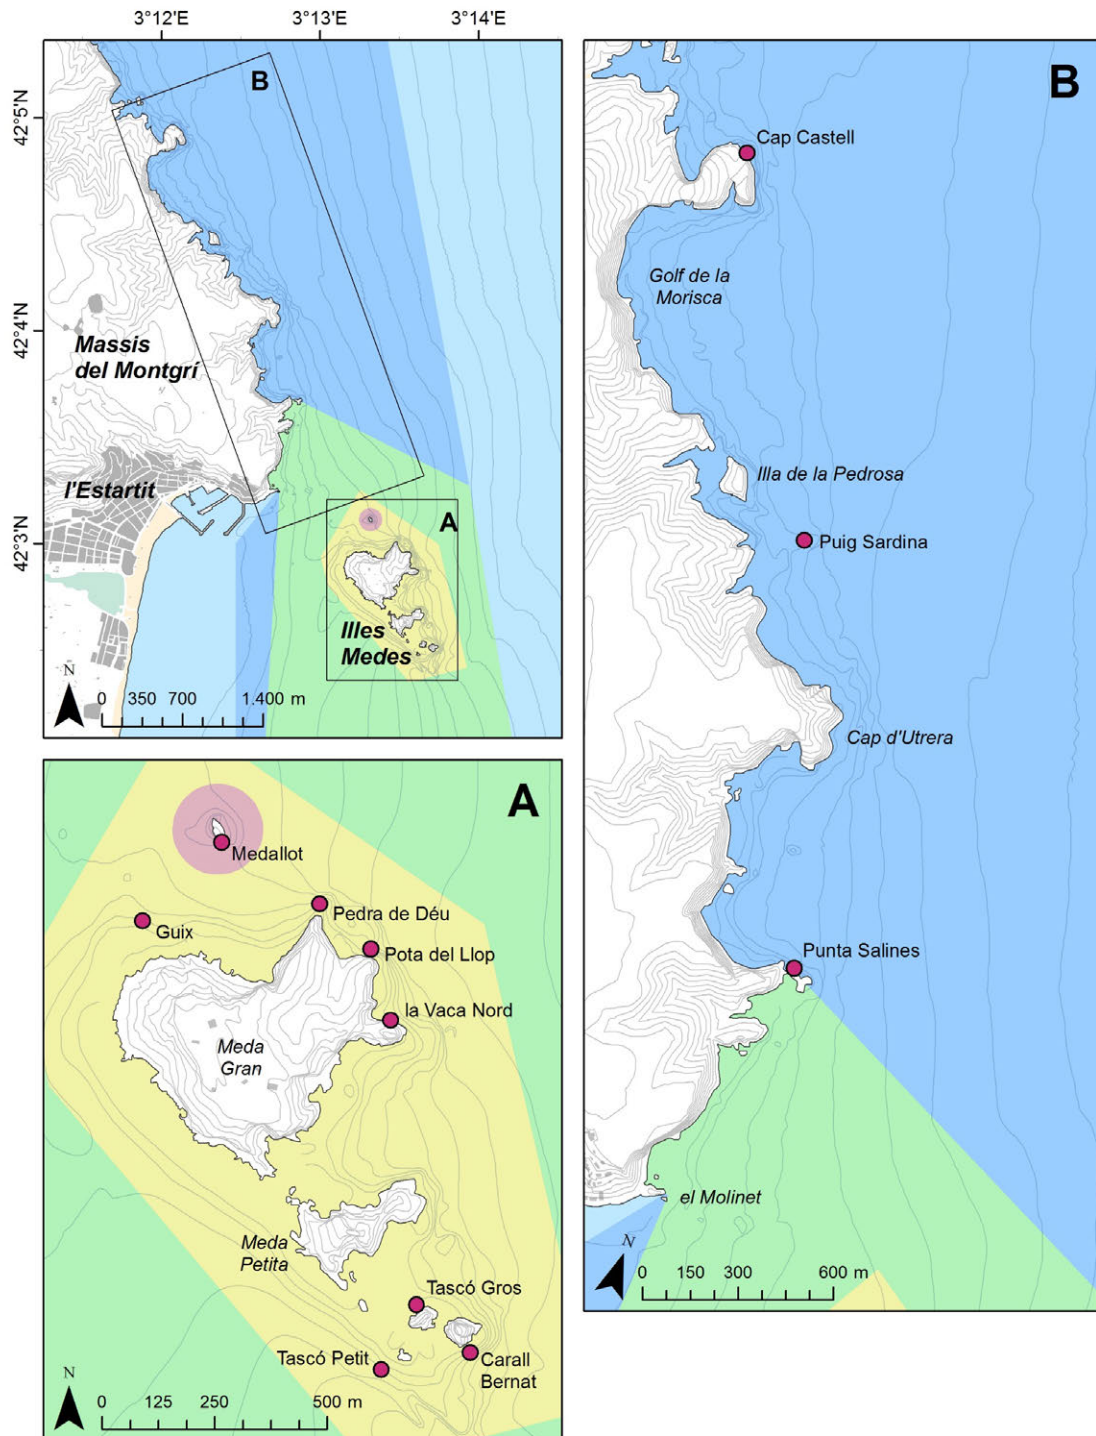 3°12'E
3°13'E
3°14'E
42°5'N
42°4'N
42°3'N
B
Massis
del Montgrí
l'Estartit
A
Illes
Medes
N
0 350 700 1.400 m
A
Medallot
Pedra de Déu
Guix
Pota del Llop
la Vaca Nord
Meda
Gran
Meda
Petita
Tascó Gros
Tascó Petit
Carall
Bernat
N
0 125 250 500 m
B
Cap Castell
Golf de la
Morisca
Illa de la Pedrosa
Puig Sardina
Cap d'Utrera
Punta Salines
el Molinet
N
0 150 300 600 m